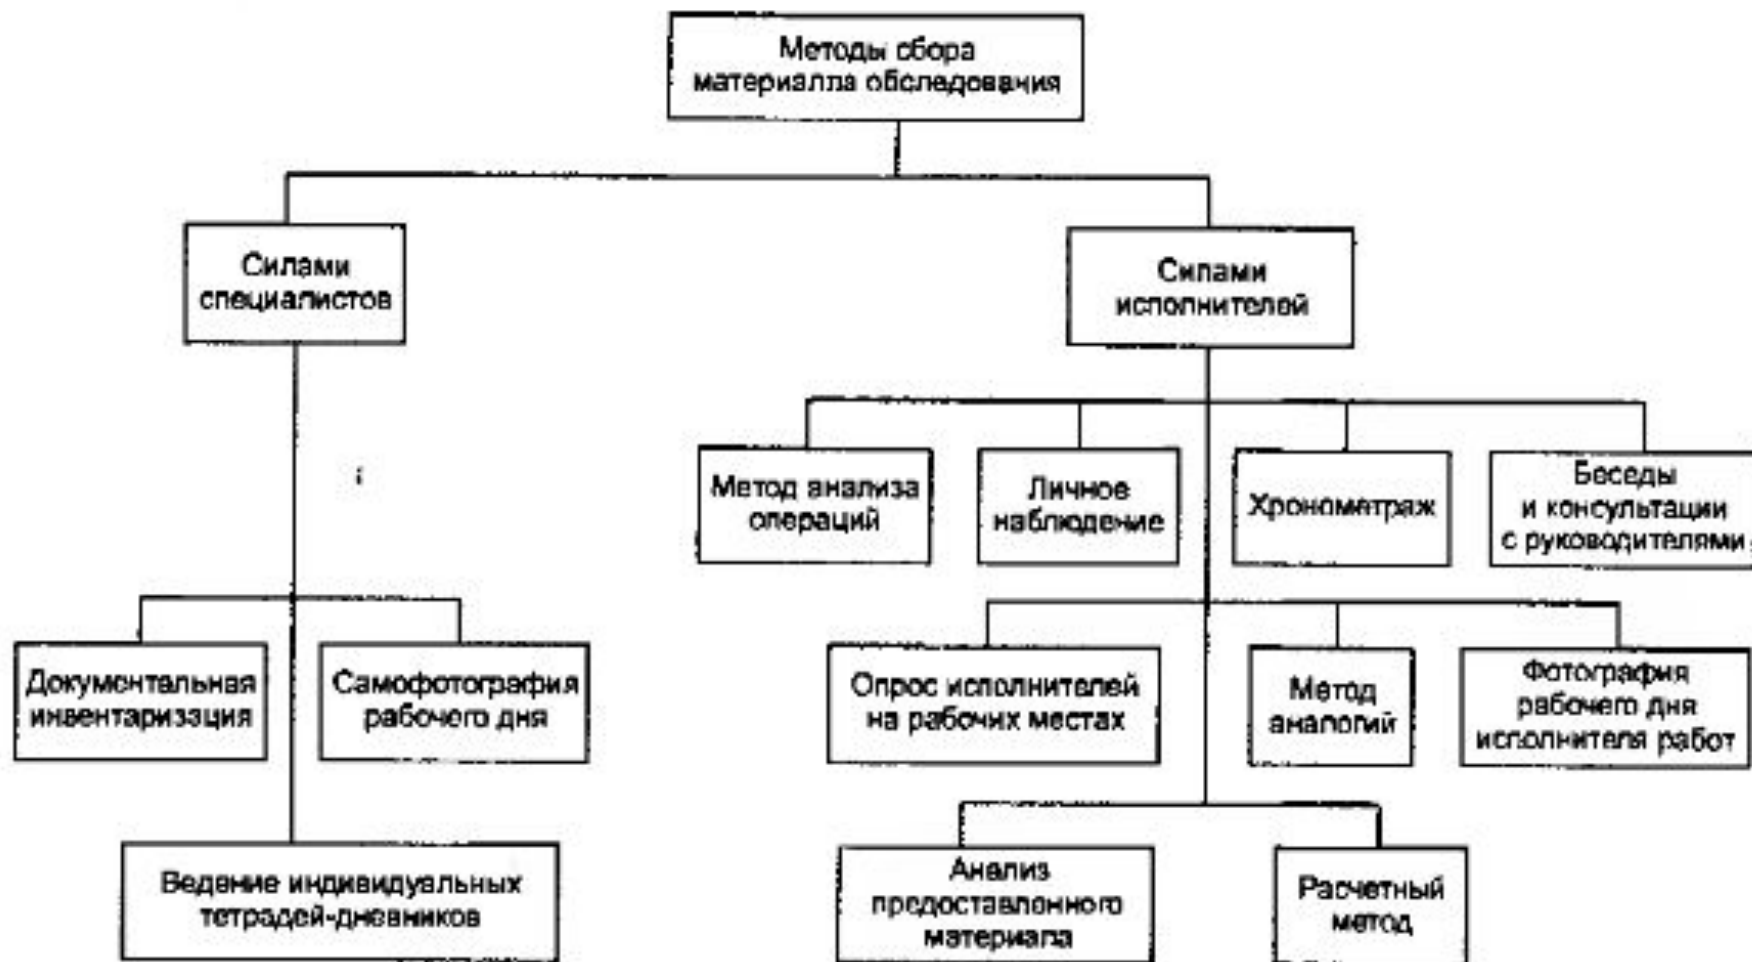 Методы сбора
материалла обследования
Силами
специалистов
Силами
исполнителей
Метод анализа
операций
Личное
наблюдение
Хронометраж
Беседы
и консультации
с руководителями
Документальная
инвентаризация
Самофотография
рабочего дня
Опрос исполнителей
на рабочих местах
Метод
аналогий
Фотография
рабочего дня
исполнителя работ
Ведение индивидуальных
тетрадей-дневников
Анализ
предоставленного
материала
Расчетный
метод